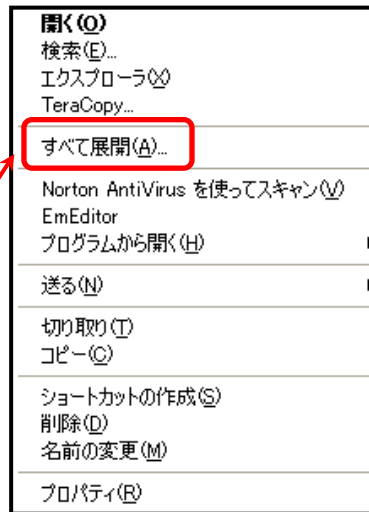 開く(O)
検索(E)...
エクスプローラ(X)
TeraCopy...
すべて展開(A)...
Norton AntiVirus を使ってスキャン(V)
EmEditor
プログラムから開く(H)
送る(N)
切り取り(T)
コピー(C)
ショートカットの作成(S)
削除(D)
名前の変更(M)
プロパティ(R)